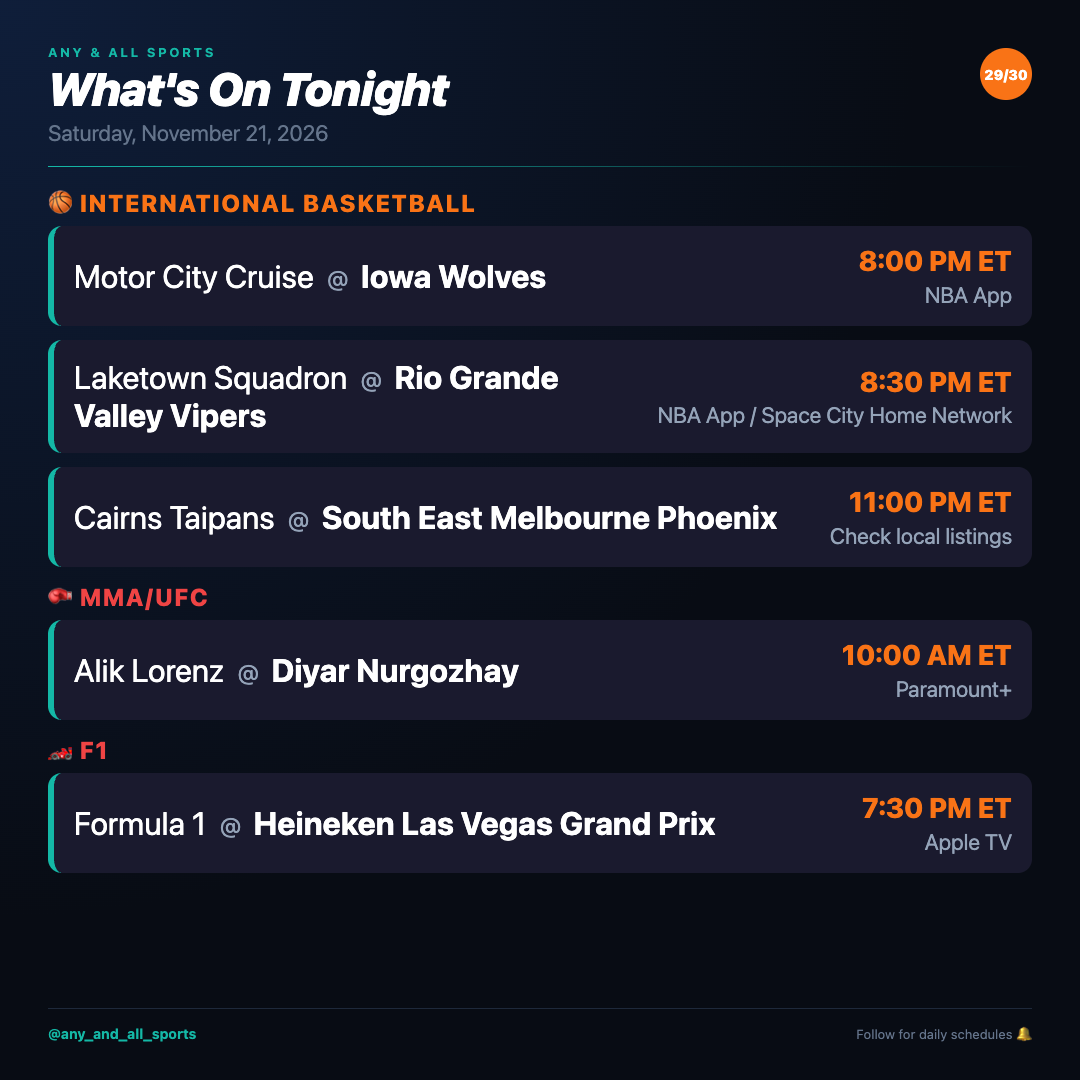 ANY & ALL SPORTS
What's On Tonight
29/30
Saturday, November 21, 2026
🏀 INTERNATIONAL BASKETBALL
Motor City Cruise @ Iowa Wolves
8:00 PM ET
NBA App
Laketown Squadron @ Rio Grande
Valley Vipers
8:30 PM ET
NBA App / Space City Home Network
Cairns Taipans @ South East Melbourne Phoenix
11:00 PM ET
Check local listings
🥊 MMA/UFC
Alik Lorenz @ Diyar Nurgozhay
10:00 AM ET
Paramount+
🏎️ F1
Formula 1 @ Heineken Las Vegas Grand Prix
7:30 PM ET
Apple TV
@any_and_all_sports
Follow for daily schedules 🔔